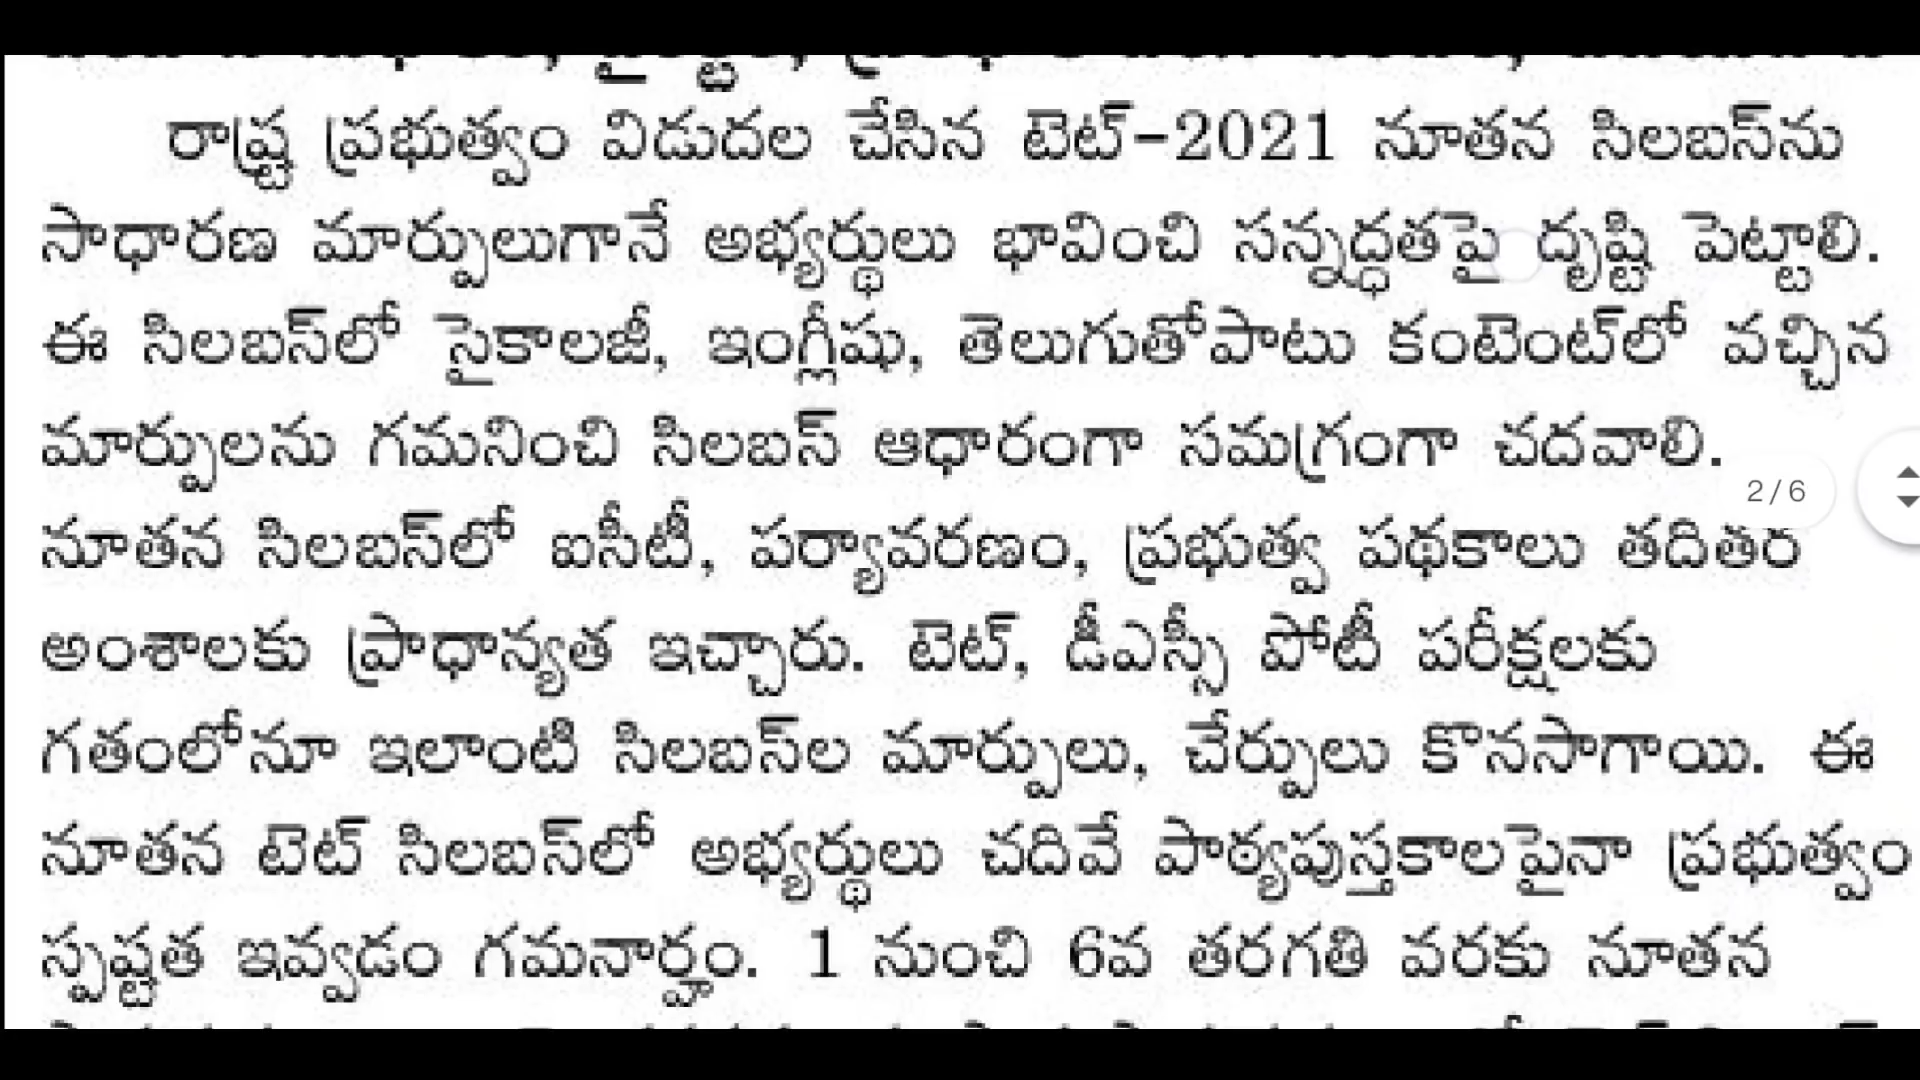 రాష్ట్ర ప్రభుత్వం విడుదల చేసిన టెట్-2021 నూతన సిలబస్‌ను
సాధారణ మార్పులుగానే అభ్యర్థులు భావించి సన్నద్ధతపై దృష్టి పెట్టాలి.
ఈ సిలబస్‌లో సైకాలజీ, ఇంగ్లీషు, తెలుగుతోపాటు కంటెంట్‌లో వచ్చిన
మార్పులను గమనించి సిలబస్ ఆధారంగా సమగ్రంగా చదవాలి.
2/6
నూతన సిలబస్‌లో ఐసీటీ, పర్యావరణం, ప్రభుత్వ పథకాలు తదితర
అంశాలకు ప్రాధాన్యత ఇచ్చారు. టెట్, డీఎస్సీ పోటీ పరీక్షలకు
గతంలోనూ ఇలాంటి సిలబస్‌ల మార్పులు, చేర్పులు కొనసాగాయి. ఈ
నూతన టెట్ సిలబస్‌లో అభ్యర్థులు చదివే పాఠ్యపుస్తకాలపైనా ప్రభుత్వం
స్పష్టత ఇవ్వడం గమనార్హం. 1 నుంచి 6వ తరగతి వరకు నూతన